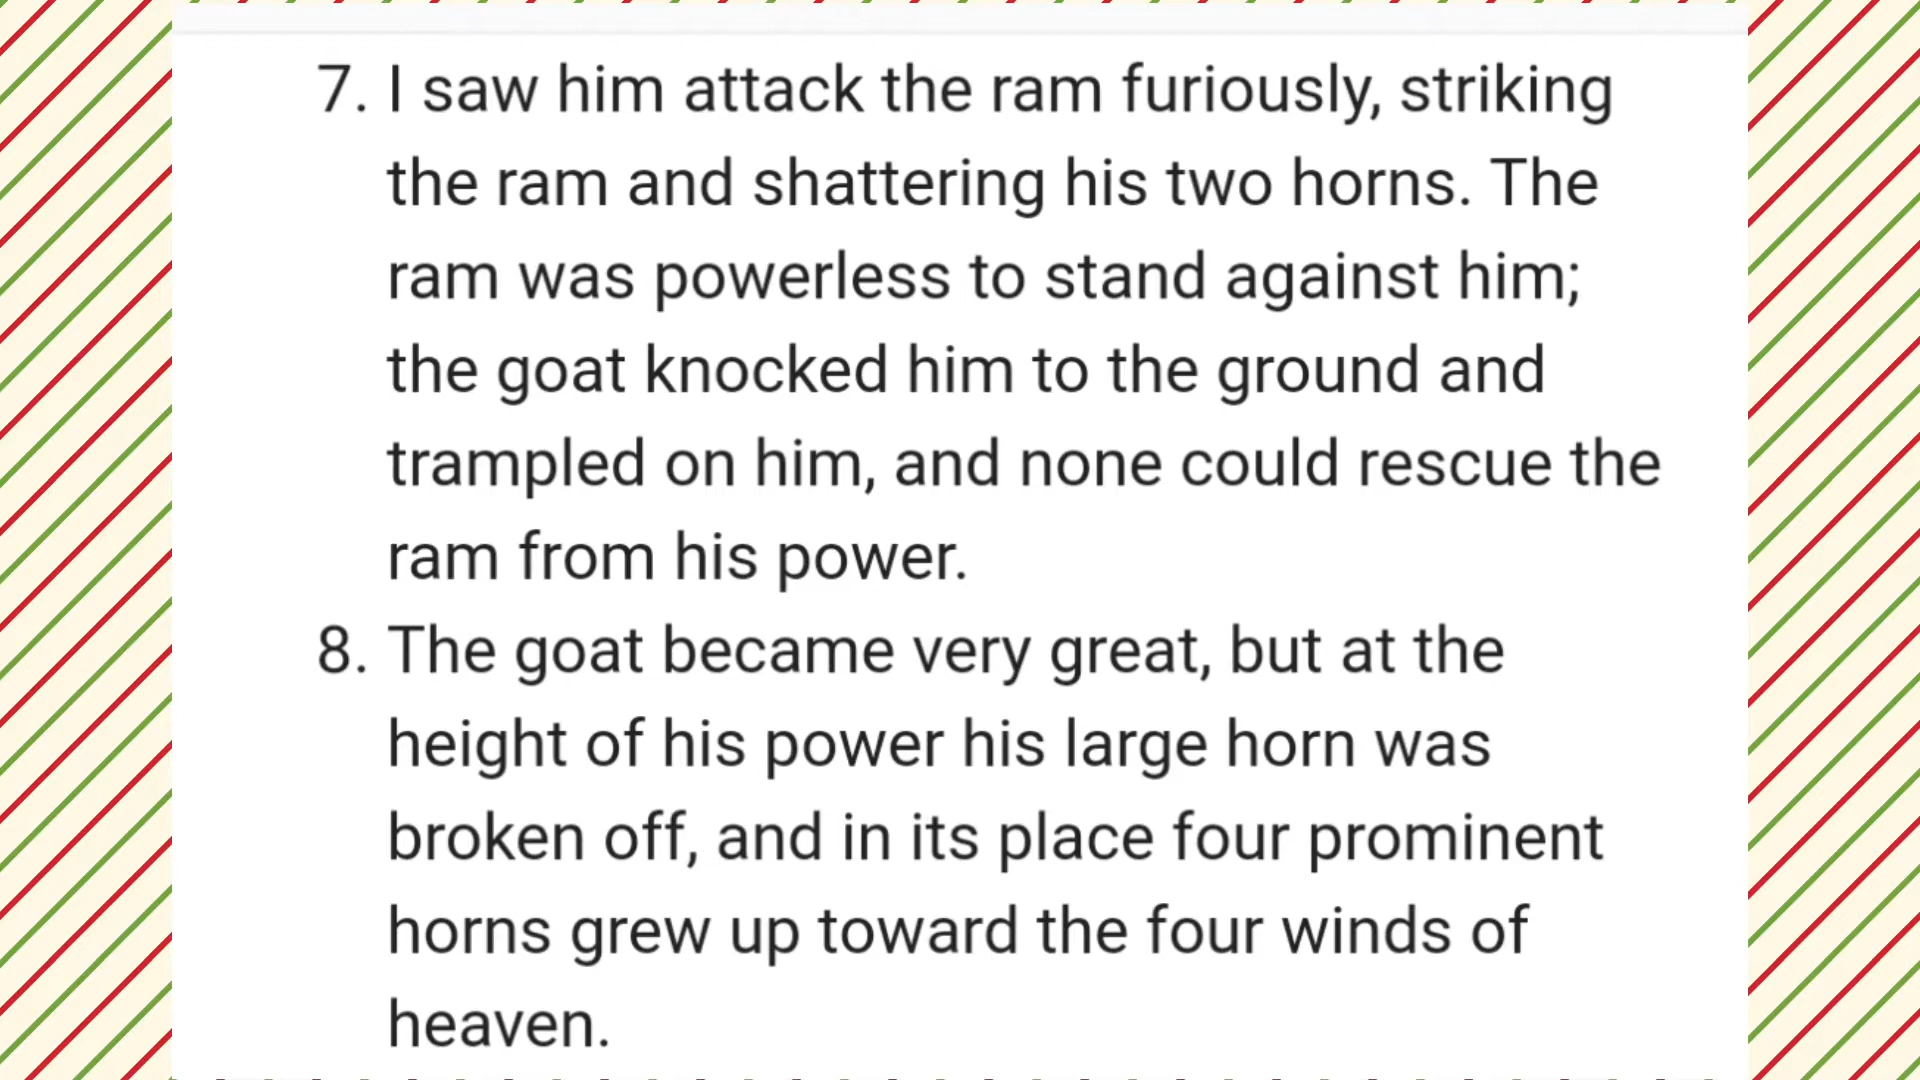 7. I saw him attack the ram furiously, striking
the ram and shattering his two horns. The
ram was powerless to stand against him;
the goat knocked him to the ground and
trampled on him, and none could rescue the
ram from his power.
8. The goat became very great, but at the
height of his power his large horn was
broken off, and in its place four prominent
horns grew up toward the four winds of
heaven.